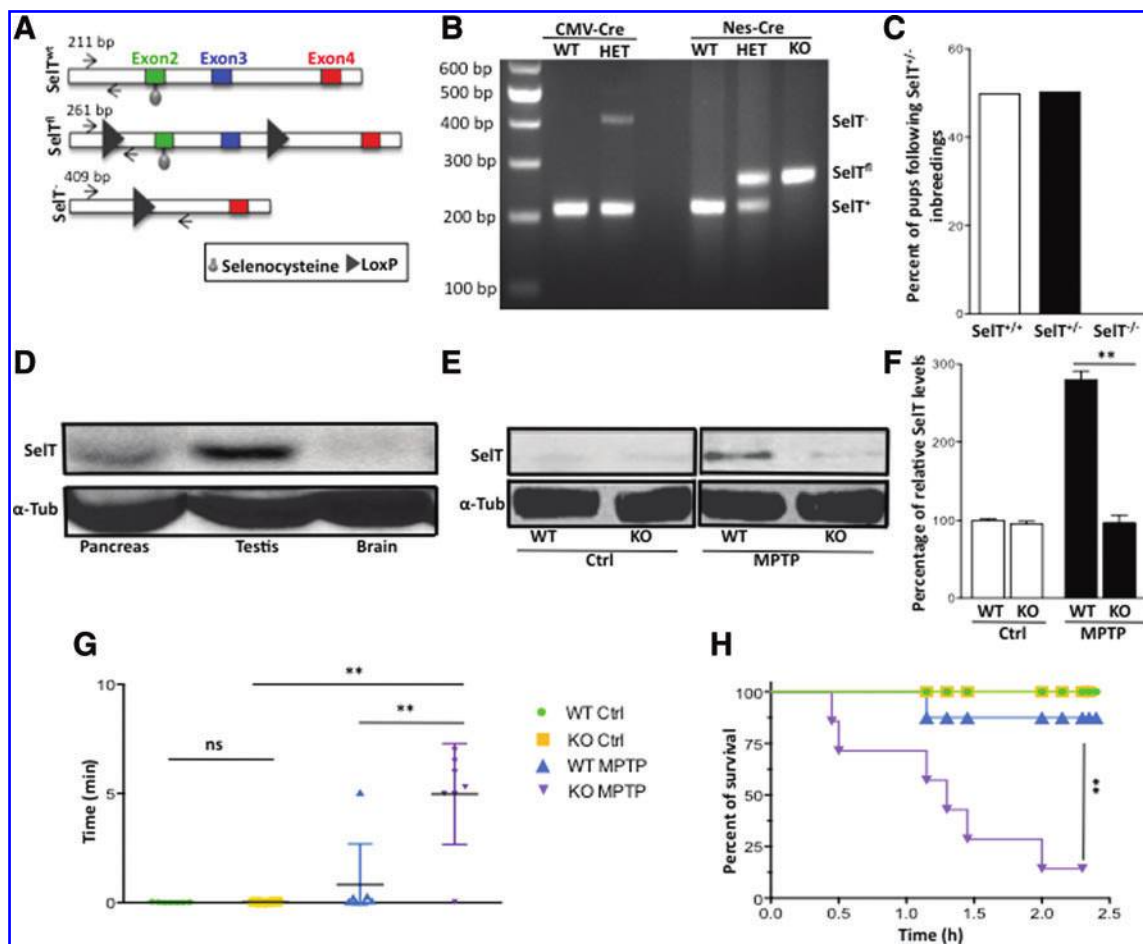 A
211 bp
SelT^wt
Exon2
Exon3
Exon4
261 bp
SelT^fl
409 bp
SelT^-
Selenocysteine
LoxP
B
CMV-Cre
Nes-Cre
WT HET
WT HET KO
600 bp
500 bp
400 bp
300 bp
200 bp
100 bp
SelT^-
SelT^fl
SelT^+
C
Percent of pups following SelT^+/-
inbreedings
60
40
20
0
SelT^+/+ SelT^+/- SelT^-/-
D
SelT
α-Tub
Pancreas Testis Brain
E
SelT
α-Tub
WT KO WT KO
Ctrl MPTP
F
Percentage of relative SelT levels
300
200
100
0
**
WT KO WT KO
Ctrl MPTP
G
Time (min)
10
5
0
ns
**
**
WT Ctrl
KO Ctrl
WT MPTP
KO MPTP
H
Percent of survival
100
75
50
25
0
**
0.0 0.5 1.0 1.5 2.0 2.5
Time (h)